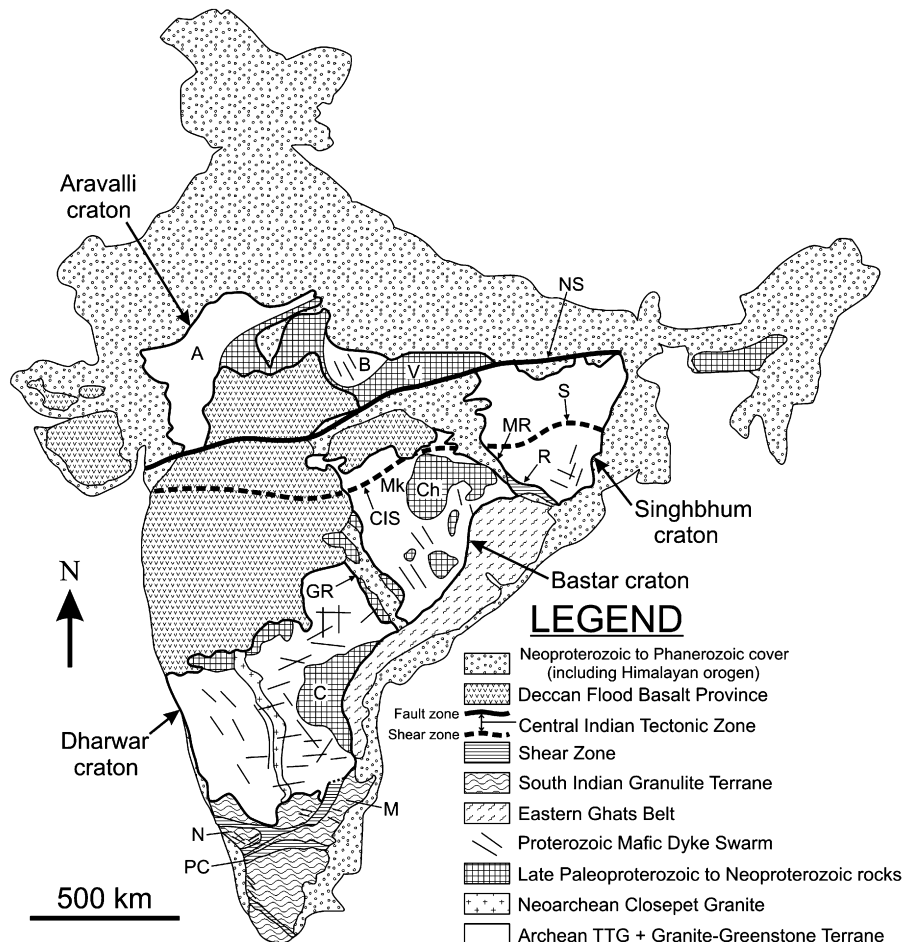 Aravalli
craton
NS
A
B
V
S
MR
R
Mk
Ch
CIS
Singhbhum
craton
Bastar craton
N
GR
C
Dharwar
craton
M
N
PC
500 km
LEGEND
Neoproterozoic to Phanerozoic cover
(including Himalayan orogen)
Deccan Flood Basalt Province
Fault zone
Central Indian Tectonic Zone
Shear zone
Shear Zone
South Indian Granulite Terrane
Eastern Ghats Belt
Proterozoic Mafic Dyke Swarm
Late Paleoproterozoic to Neoproterozoic rocks
Neoarchean Closepet Granite
Archean TTG + Granite-Greenstone Terrane